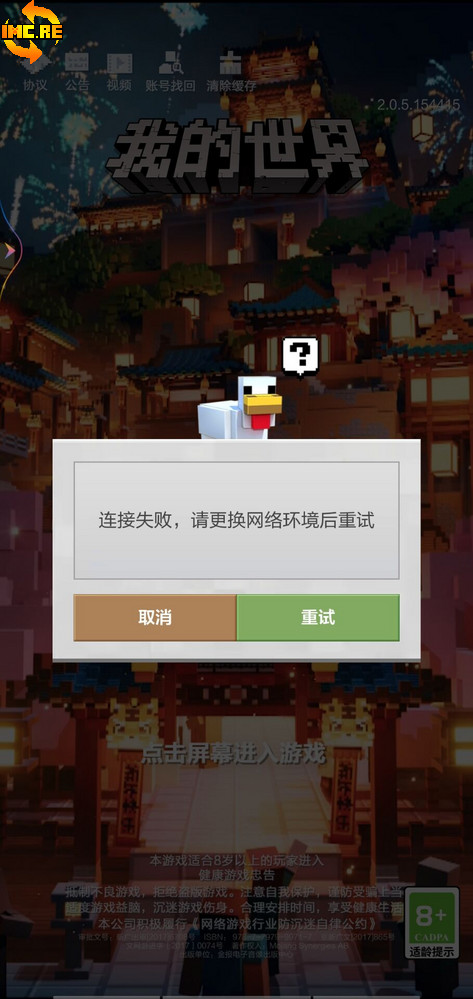 IMC.RE
协议 公告 视频 账号找回 清除缓存
2.0.5.154415
我的世界
?
连接失败，请更换网络环境后重试
取消 重试
点击屏幕进入游戏
本游戏适合8岁以上的玩家进入
健康游戏忠告
抵制不良游戏，拒绝盗版游戏。注意自我保护，谨防受骗上当
适度游戏益脑，沉迷游戏伤身。合理安排时间，享受健康生活
本公司积极履行《网络游戏行业防沉迷自律公约》
8+
CADPA
适龄提示